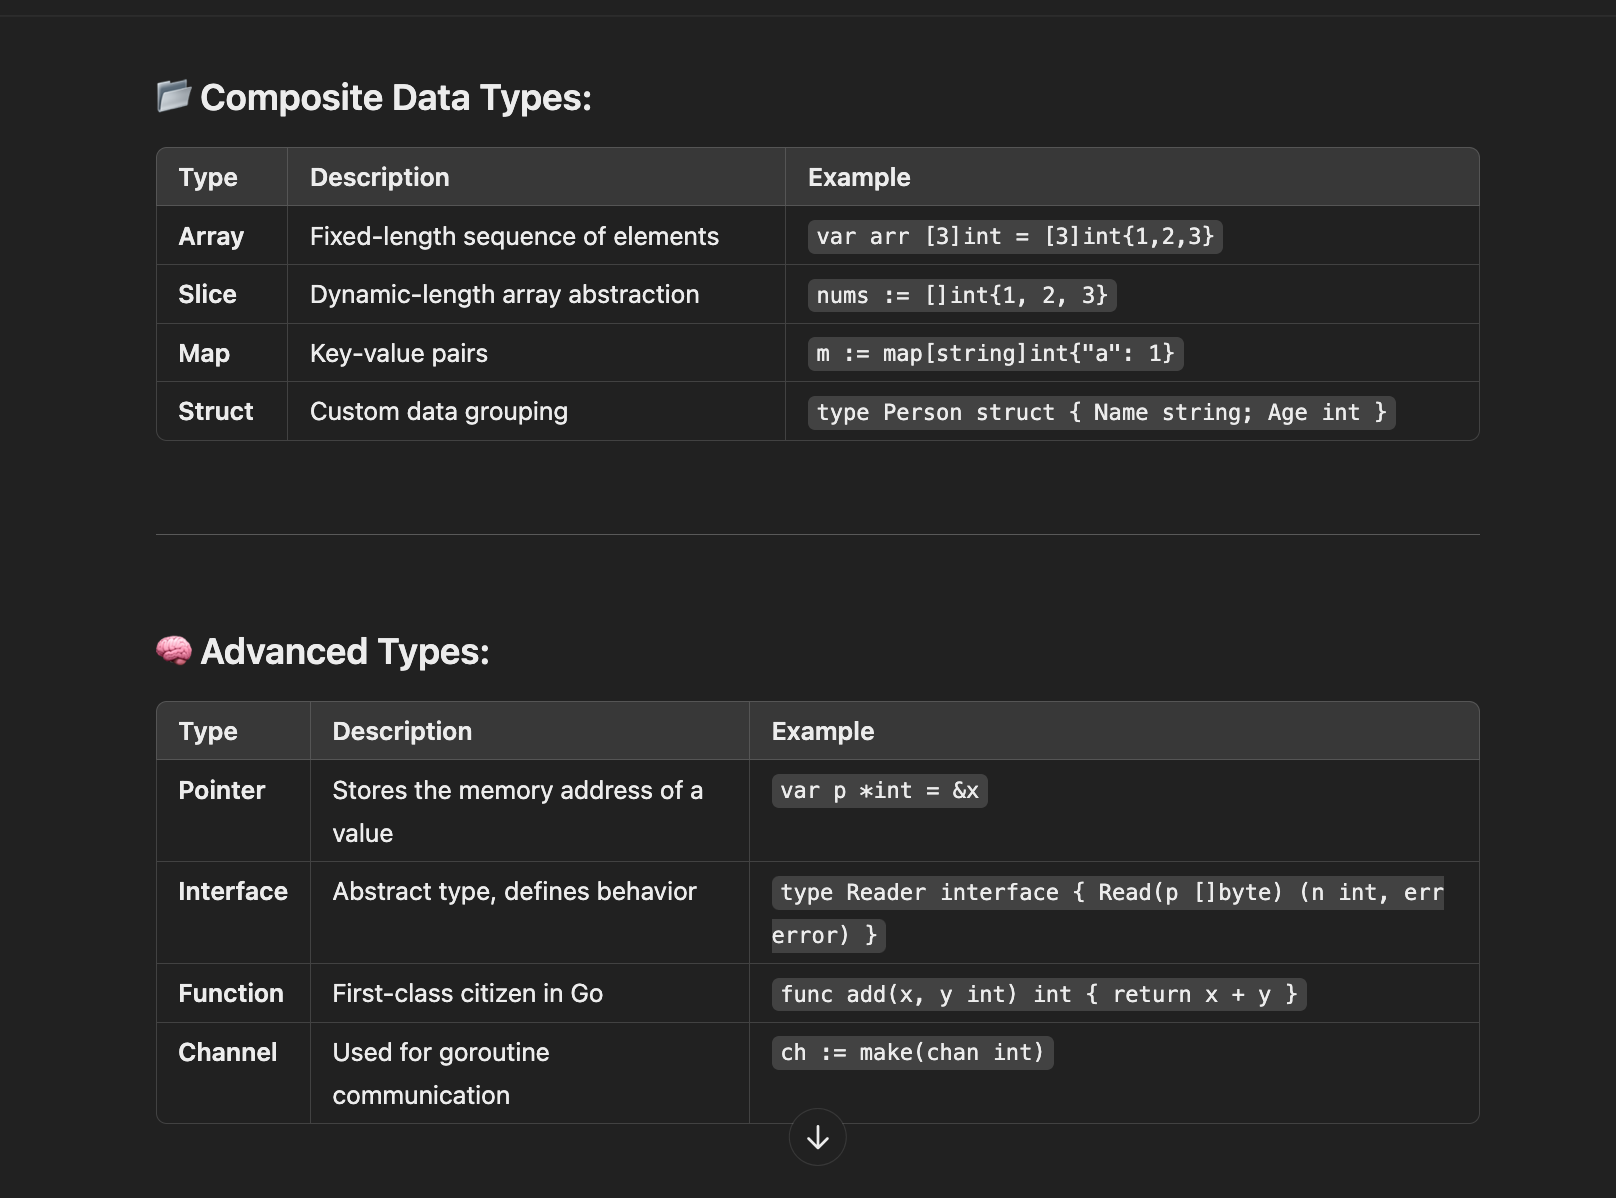 📂 Composite Data Types:
Type Description Example
Array Fixed-length sequence of elements var arr [3]int = [3]int{1,2,3}
Slice Dynamic-length array abstraction nums := []int{1, 2, 3}
Map Key-value pairs m := map[string]int{"a": 1}
Struct Custom data grouping type Person struct { Name string; Age int }
🧠 Advanced Types:
Type Description Example
Pointer Stores the memory address of a var p *int = &x
value
Interface Abstract type, defines behavior type Reader interface { Read(p []byte) (n int, err
error) }
Function First-class citizen in Go func add(x, y int) int { return x + y }
Channel Used for goroutine ch := make(chan int)
communication